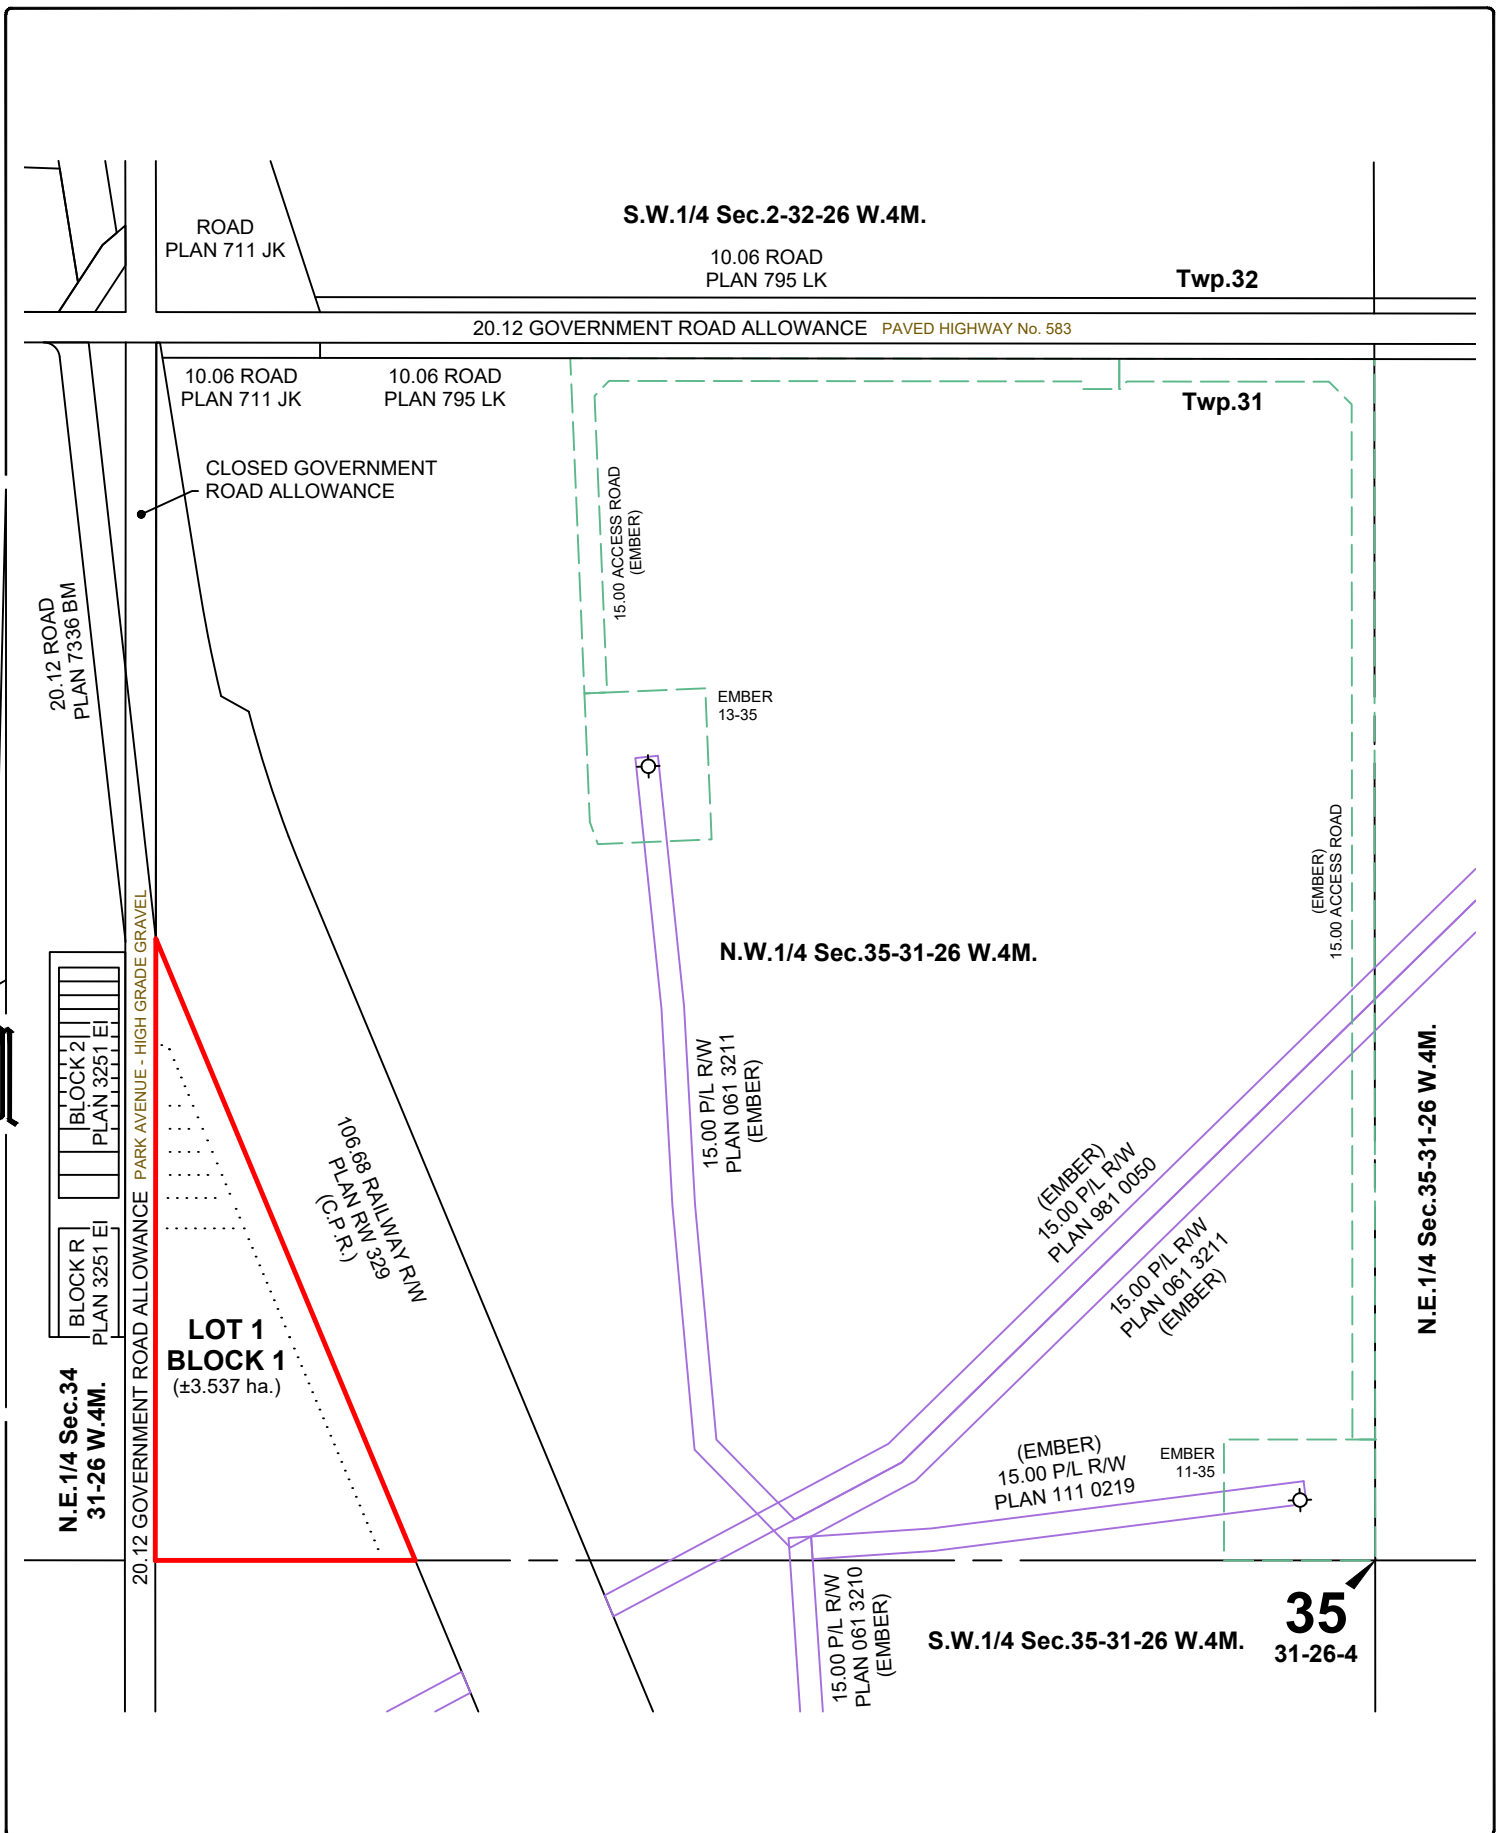 ROAD
PLAN 711 JK
S.W.1/4 Sec.2-32-26 W.4M.
10.06 ROAD
PLAN 795 LK
Twp.32
20.12 GOVERNMENT ROAD ALLOWANCE PAVED HIGHWAY No. 583
10.06 ROAD
PLAN 711 JK
10.06 ROAD
PLAN 795 LK
Twp.31
CLOSED GOVERNMENT
ROAD ALLOWANCE
15.00 ACCESS ROAD
(EMBER)
20.12 ROAD
PLAN 7336 BM
EMBER
13-35
(EMBER)
15.00 ACCESS ROAD
N.W.1/4 Sec.35-31-26 W.4M.
BLOCK 2
PLAN 3251 EI
20.12 GOVERNMENT ROAD ALLOWANCE PARK AVENUE - HIGH GRADE GRAVEL
15.00 P/L R/W
PLAN 061 3211
(EMBER)
106.68 RAILWAY R/W
PLAN RW 329
(C.P.R.)
(EMBER)
15.00 P/L R/W
PLAN 981 0050
15.00 P/L R/W
PLAN 061 3211
(EMBER)
N.E.1/4 Sec.35-31-26 W.4M.
BLOCK R
PLAN 3251 EI
LOT 1
BLOCK 1
(±3.537 ha.)
N.E.1/4 Sec.34
31-26 W.4M.
(EMBER)
15.00 P/L R/W
PLAN 111 0219
EMBER
11-35
15.00 P/L R/W
PLAN 061 3210
(EMBER)
S.W.1/4 Sec.35-31-26 W.4M.
35
31-26-4